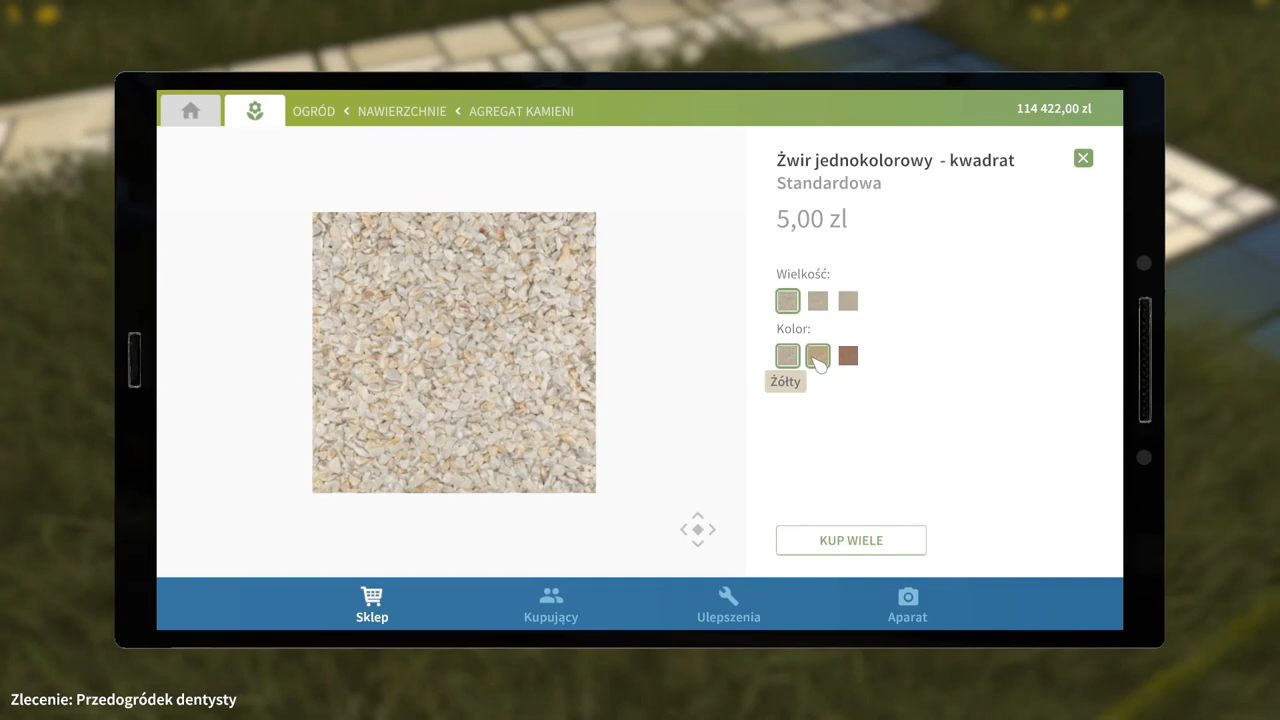 OGRÓD < NAWIERZCHNIE < AGREGAT KAMIENI
114 422,00 zl
Żwir jednokolorowy - kwadrat
Standardowa
5,00 zl
Wielkość:
Kolor:
Żółty
KUP WIELE
Sklep
Kupujący
Ulepszenia
Aparat
Zlecenie: Przedogródek dentysty